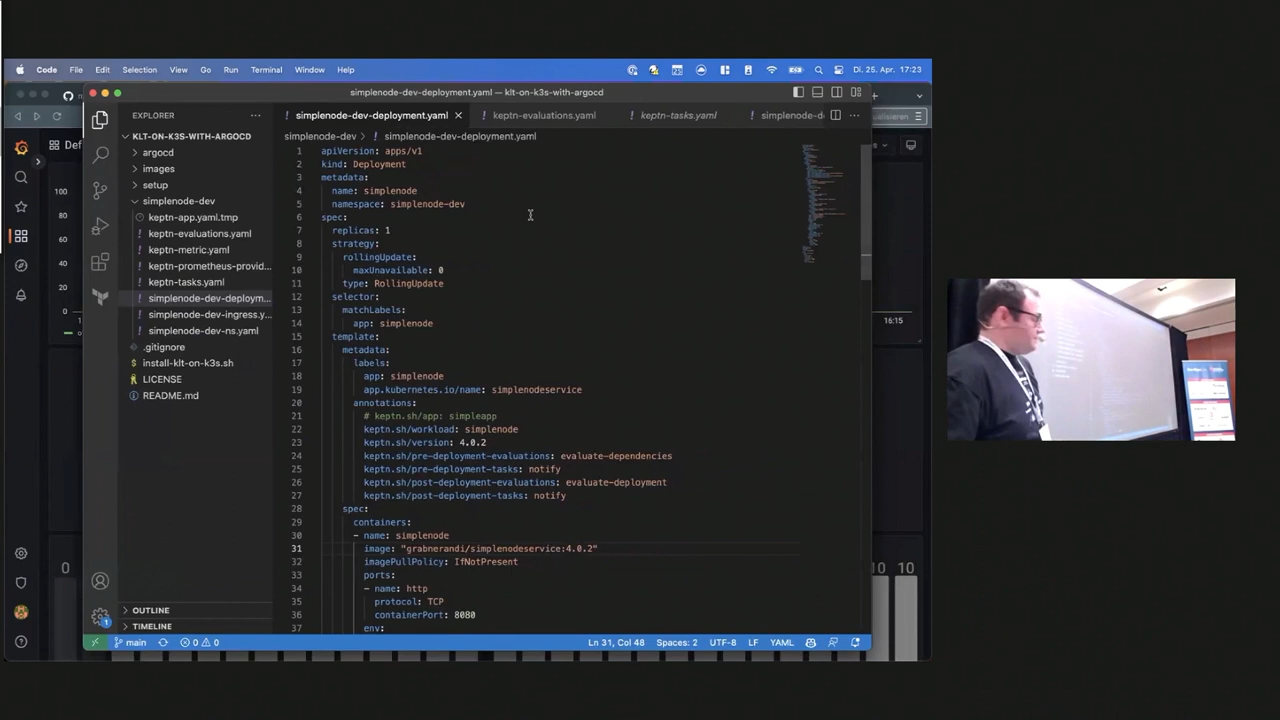 Code File Edit Selection View Go Run Terminal Window Help Di. 25. Apr. 17:23
simplenode-dev-deployment.yaml — klt-on-k3s-with-argocd
EXPLORER
simplenode-dev-deployment.yaml
keptn-evaluations.yaml
keptn-tasks.yaml
simplenode-d
simplenode-dev > simplenode-dev-deployment.yaml
Def
100
80
60
40
20
0
0
16:15
10
10
KLT-ON-K3S-WITH-ARGOCD
argocd
images
setup
simplenode-dev
keptn-app.yaml.tmp
keptn-evaluations.yaml
keptn-metric.yaml
keptn-prometheus-provid...
keptn-tasks.yaml
simplenode-dev-deploym...
simplenode-dev-ingress.y...
simplenode-dev-ns.yaml
.gitignore
install-klt-on-k3s.sh
LICENSE
README.md
OUTLINE
TIMELINE
1 apiVersion: apps/v1
2 kind: Deployment
3 metadata:
4 name: simplenode
5 namespace: simplenode-dev
6 spec:
7 replicas: 1
8 strategy:
9 rollingUpdate:
10 maxUnavailable: 0
11 type: RollingUpdate
12 selector:
13 matchLabels:
14 app: simplenode
15 template:
16 metadata:
17 labels:
18 app: simplenode
19 app.kubernetes.io/name: simplenodeservice
20 annotations:
21 # keptn.sh/app: simpleapp
22 keptn.sh/workload: simplenode
23 keptn.sh/version: 4.0.2
24 keptn.sh/pre-deployment-evaluations: evaluate-dependencies
25 keptn.sh/pre-deployment-tasks: notify
26 keptn.sh/post-deployment-evaluations: evaluate-deployment
27 keptn.sh/post-deployment-tasks: notify
28 spec:
29 containers:
30 - name: simplenode
31 image: "grabnerandi/simplenodeservice:4.0.2"
32 imagePullPolicy: IfNotPresent
33 ports:
34 - name: http
35 protocol: TCP
36 containerPort: 8080
37 env:
main 0 0 Ln 31, Col 48 Spaces: 2 UTF-8 LF YAML